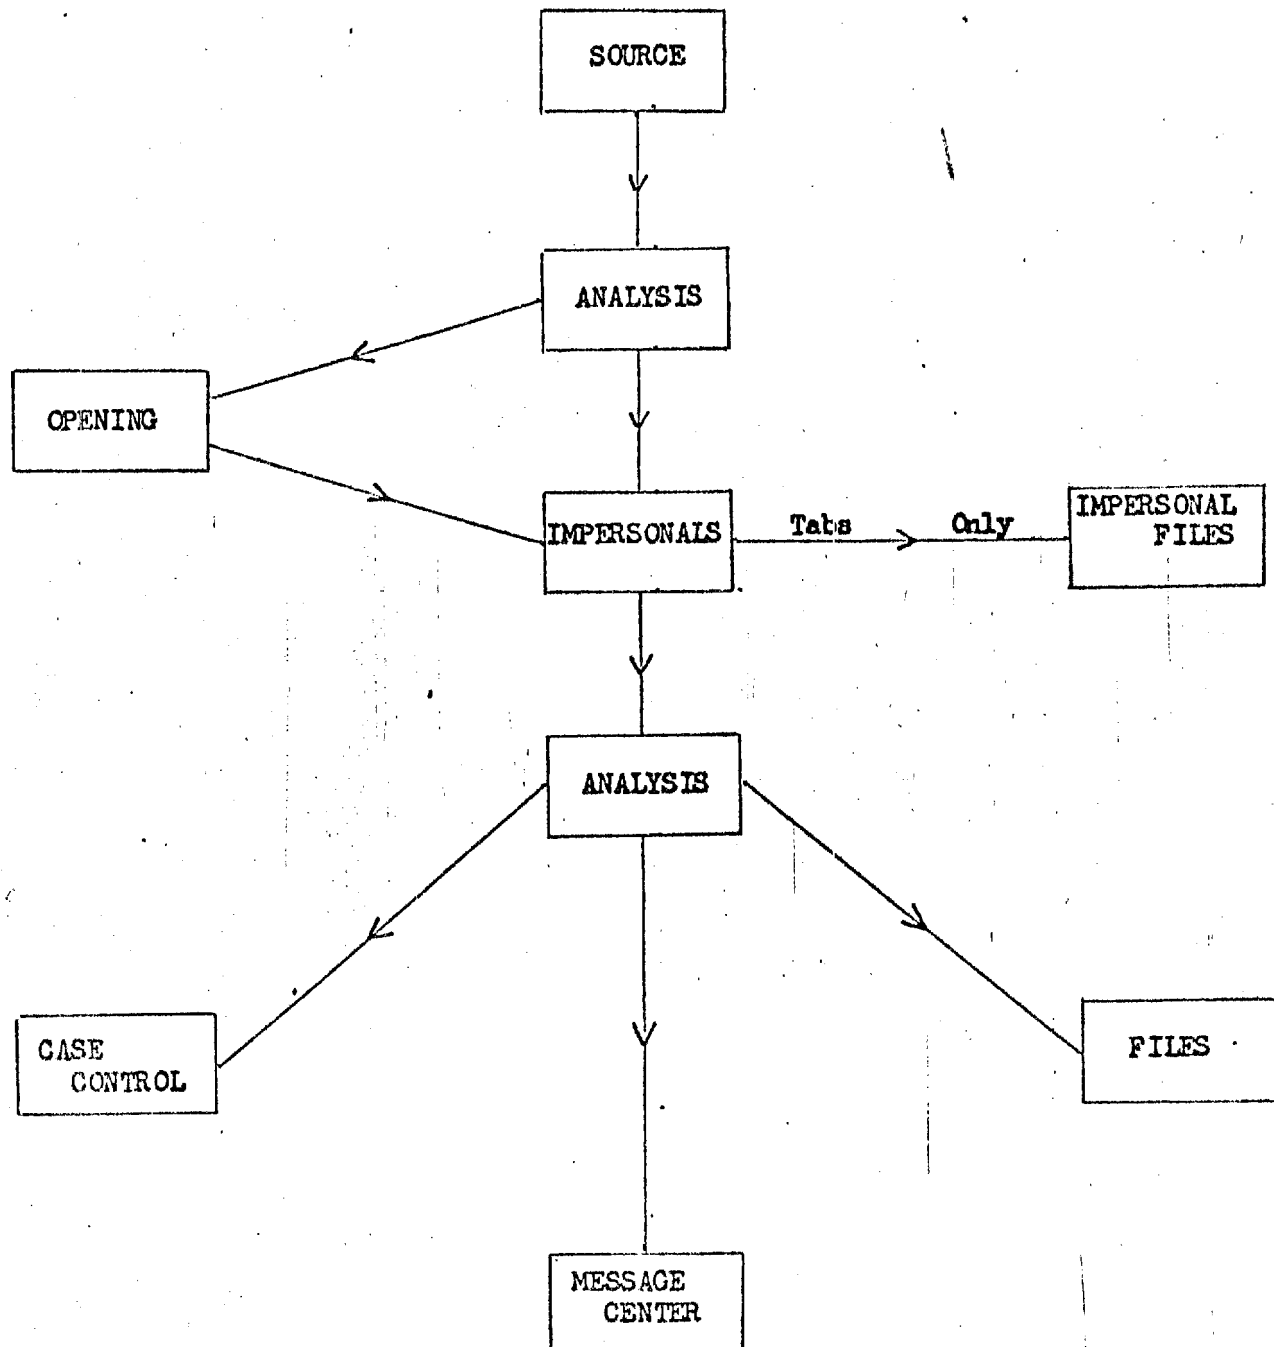 SOURCE
ANALYSIS
OPENING
IMPERSONALS
Tabs Only
IMPERSONAL
FILES
ANALYSIS
CASE
CONTROL
FILES
MESSAGE
CENTER